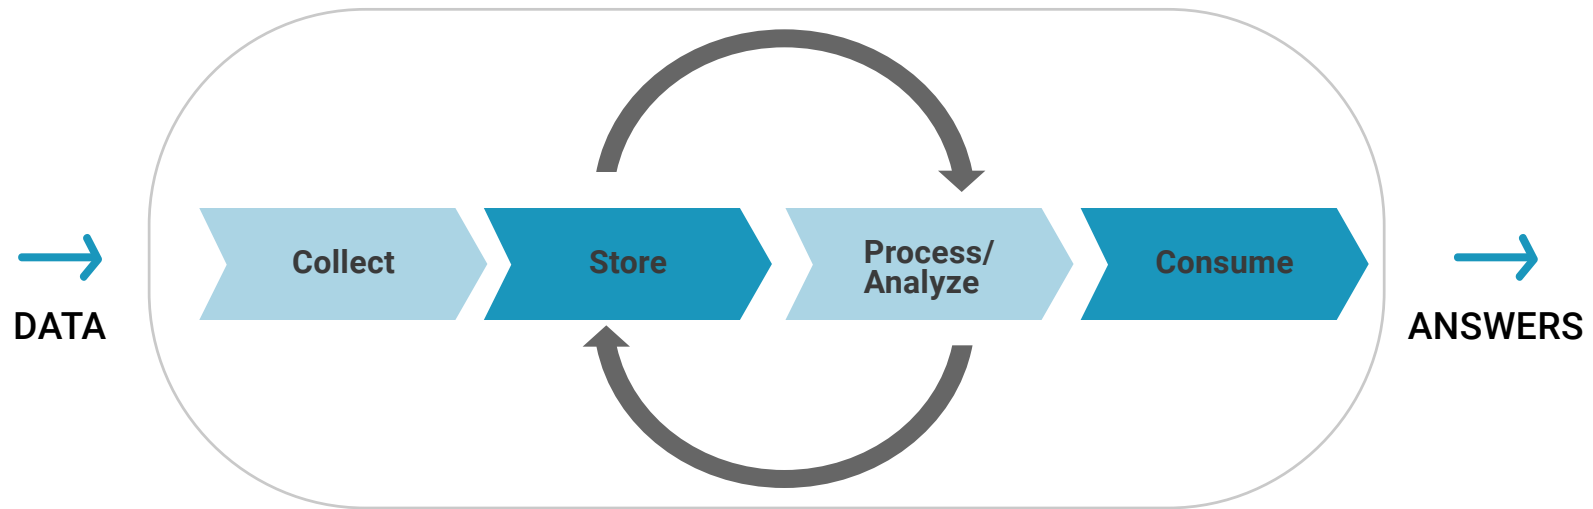 DATA
Collect
Store
Process/
Analyze
Consume
ANSWERS